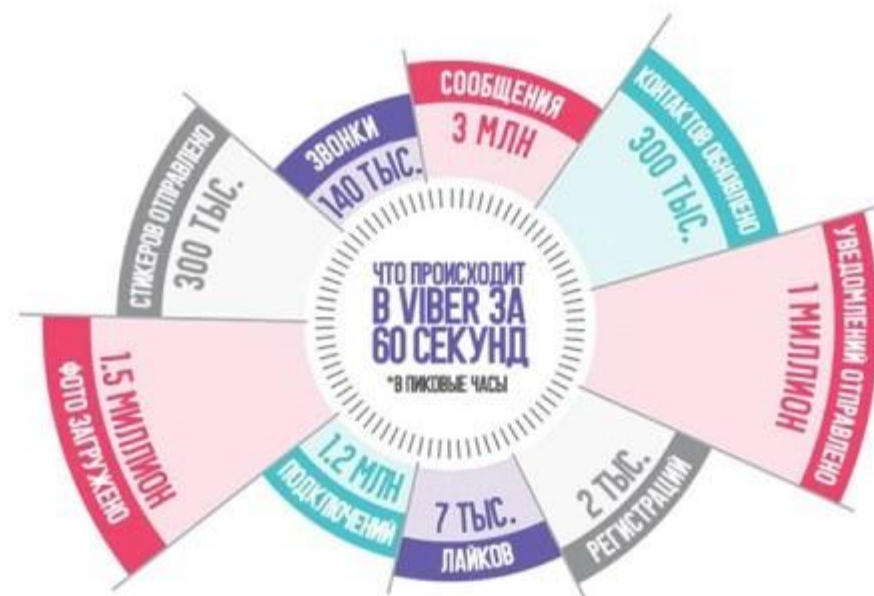 ЧТО ПРОИСХОДИТ
В VIBER ЗА
60 СЕКУНД
*В ПИКОВЫЕ ЧАСЫ
СООБЩЕНИЯ
3 МЛН
КОНТАКТОВ ОБНОВЛЕНО
300 ТЫС.
УВЕДОМЛЕНИЙ ОТПРАВЛЕНО
1 МИЛЛИОН
РЕГИСТРАЦИЙ
2 ТЫС.
7 ТЫС.
ЛАЙКОВ
1.2 МЛН
ПОДКЛЮЧЕНИЙ
1.5 МИЛЛИОН
ФОТО ЗАГРУЖЕНО
СТИКЕРОВ ОТПРАВЛЕНО
300 ТЫС.
ЗВОНКИ
140 ТЫС.